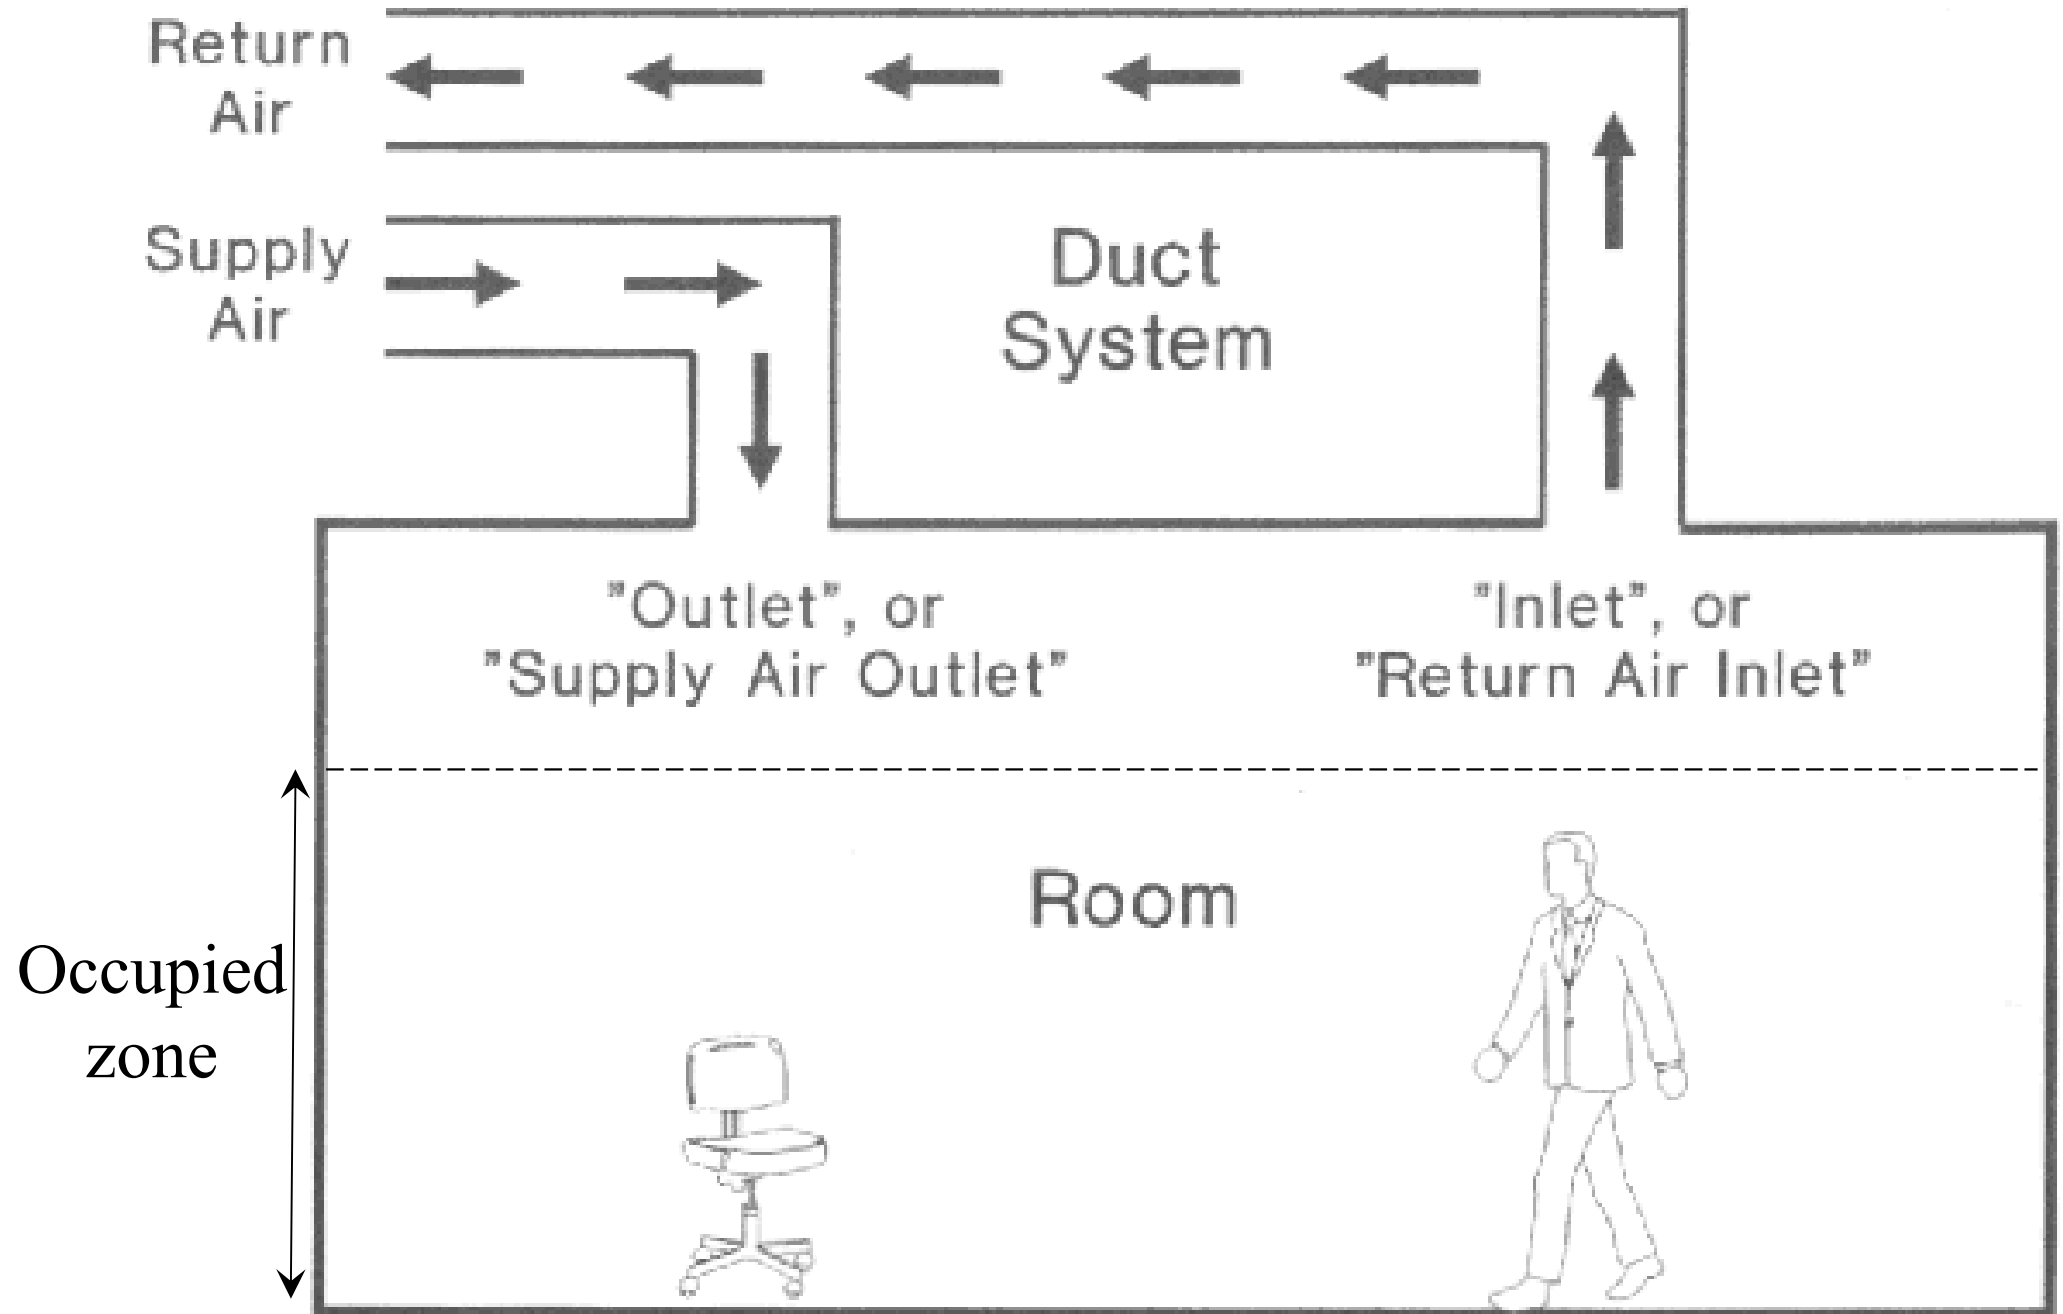 Return
Air
Supply
Air
Duct
System
"Outlet", or
"Supply Air Outlet"
"Inlet", or
"Return Air Inlet"
Room
Occupied
zone